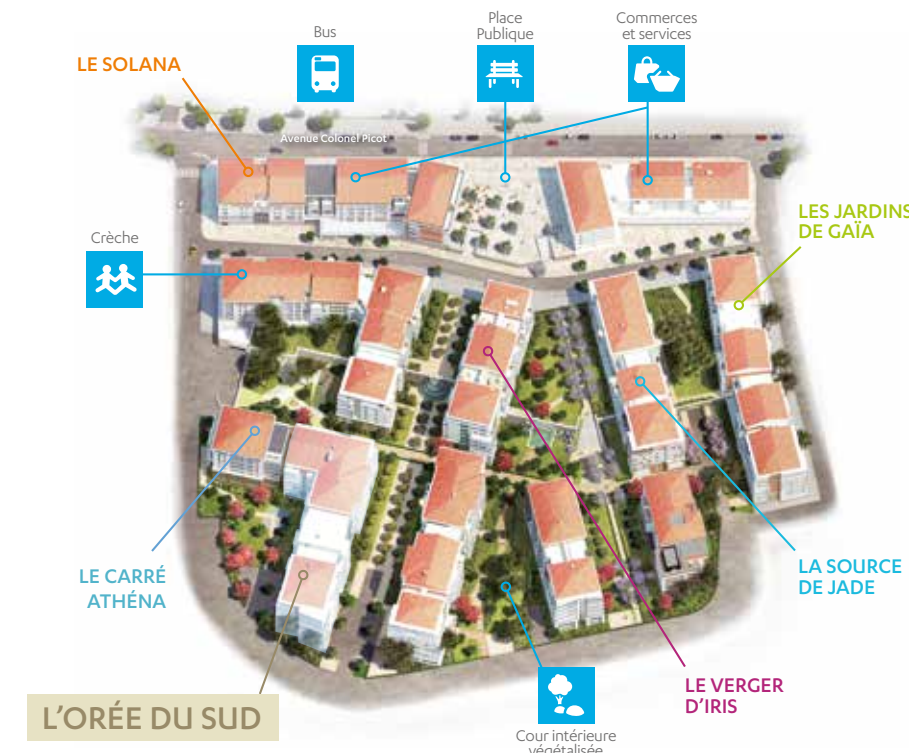 Bus
Place
Publique
Commerces
et services
LE SOLANA
Avenue Colonel Picot
LES JARDINS
DE GAÏA
Crèche
LE CARRÉ
ATHÉNA
LA SOURCE
DE JADE
LE VERGER
D'IRIS
L'ORÉE DU SUD
Cour intérieure
végétalisée